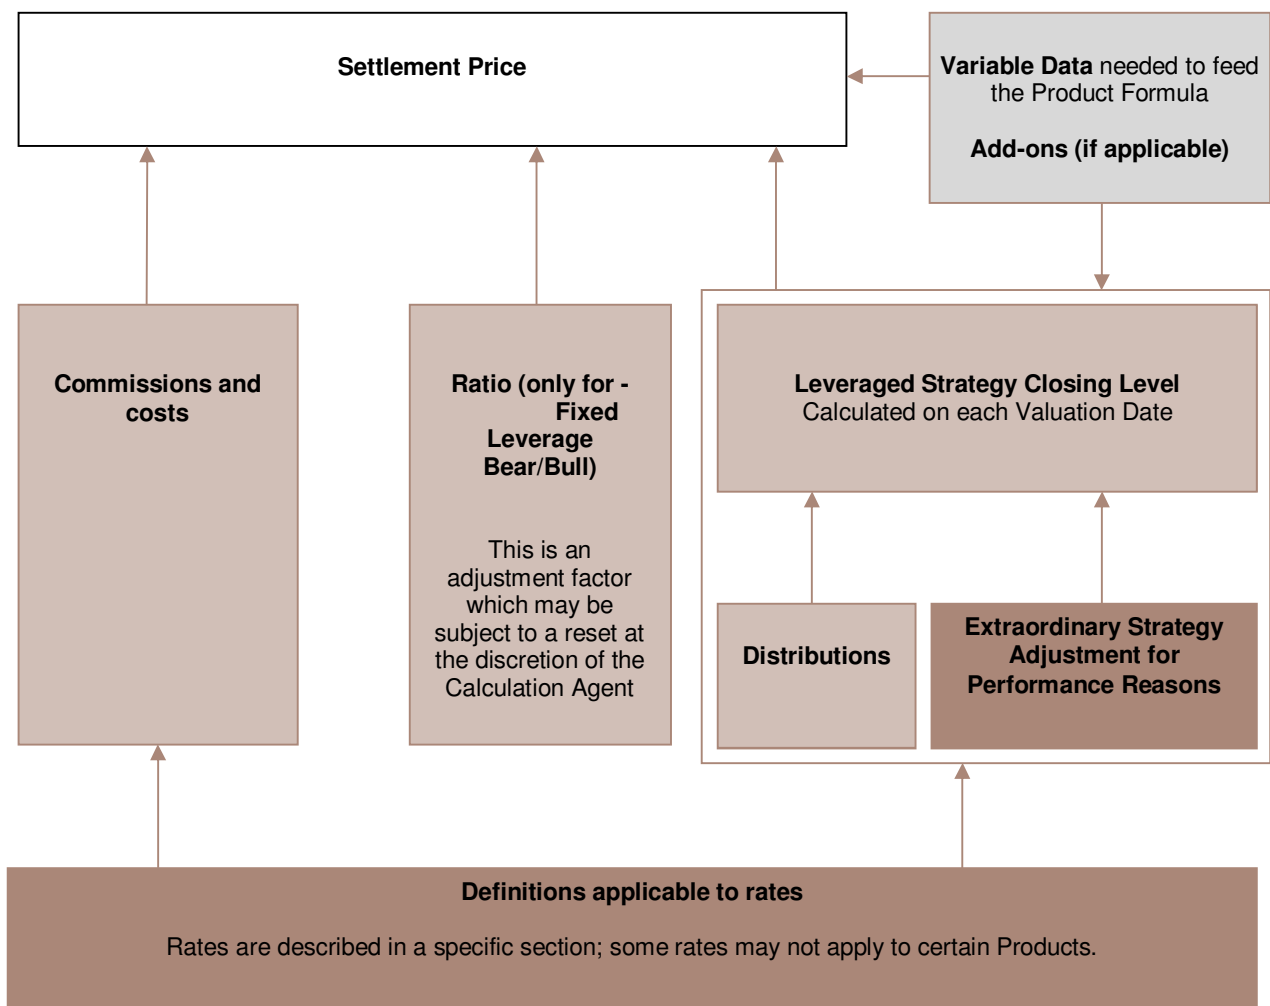 Settlement Price
Variable Data needed to feed
the Product Formula
Add-ons (if applicable)
Commissions and
costs
Ratio (only for -
Fixed
Leverage
Bear/Bull)
This is an
adjustment factor
which may be
subject to a reset at
the discretion of the
Calculation Agent
Leveraged Strategy Closing Level
Calculated on each Valuation Date
Distributions
Extraordinary Strategy
Adjustment for
Performance Reasons
Definitions applicable to rates
Rates are described in a specific section; some rates may not apply to certain Products.